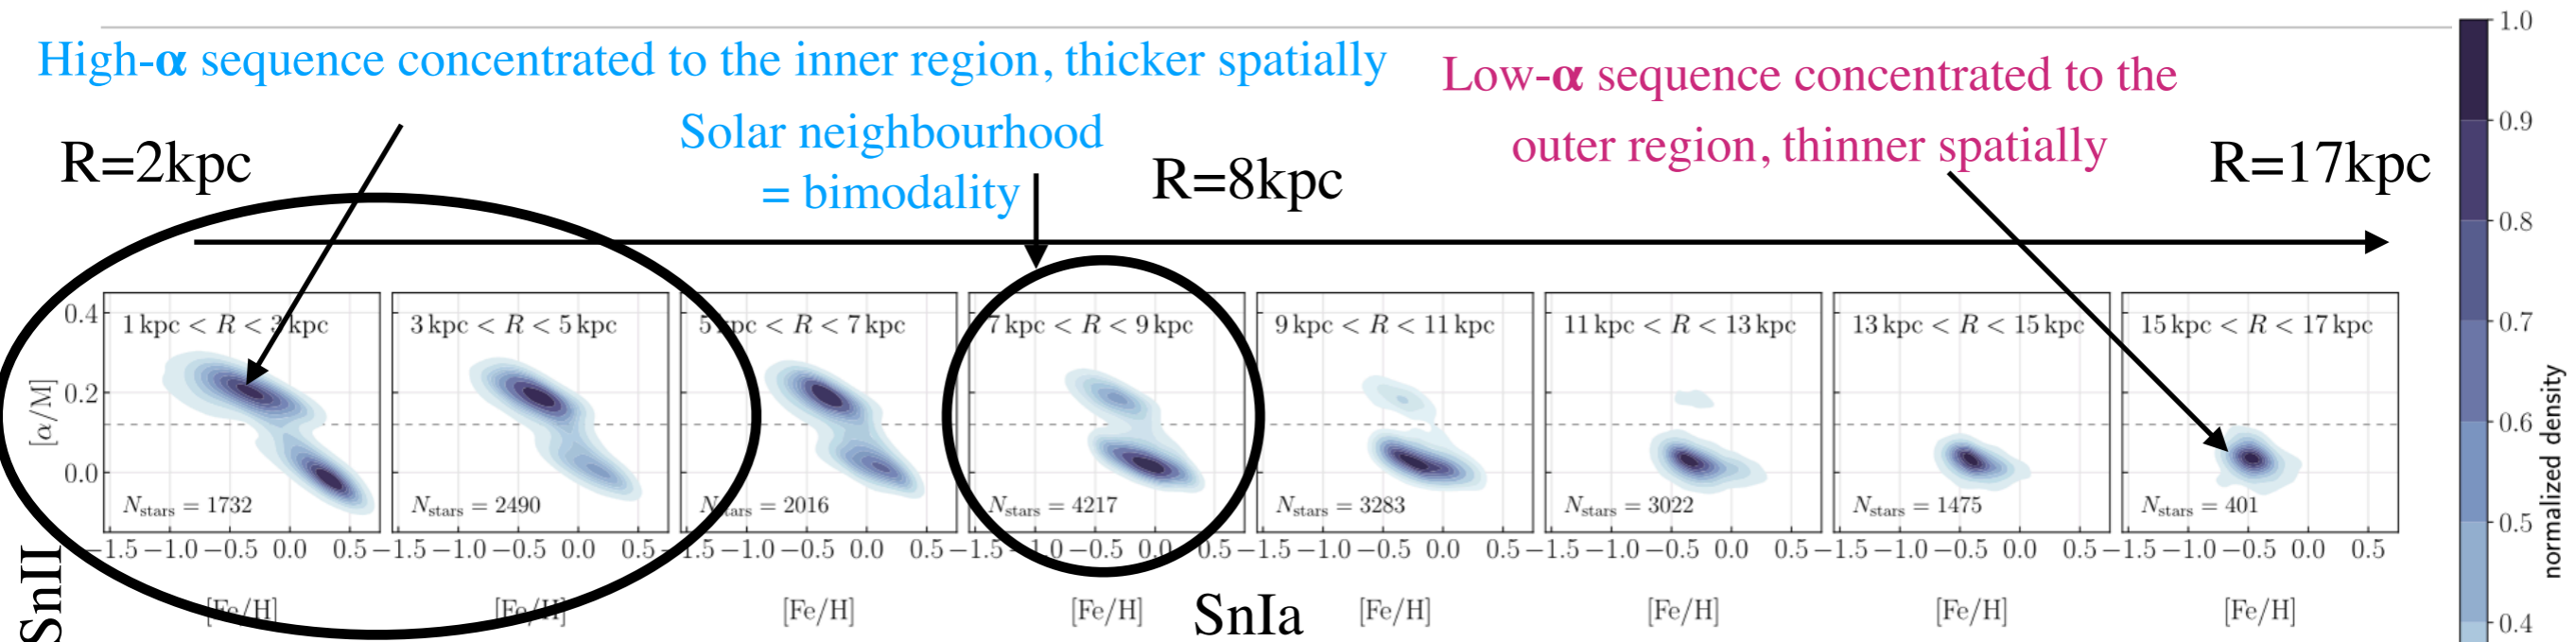 High-α sequence concentrated to the inner region, thicker spatially
Low-α sequence concentrated to the
outer region, thinner spatially
Solar neighbourhood
= bimodality
R=2kpc
R=8kpc
R=17kpc
1 kpc < R < 3 kpc
3 kpc < R < 5 kpc
5 kpc < R < 7 kpc
7 kpc < R < 9 kpc
9 kpc < R < 11 kpc
11 kpc < R < 13 kpc
13 kpc < R < 15 kpc
15 kpc < R < 17 kpc
0.4
0.2
0.0
[α/M]
N_stars = 1732
N_stars = 2490
N_stars = 2016
N_stars = 4217
N_stars = 3283
N_stars = 3022
N_stars = 1475
N_stars = 401
−1.5 −1.0 −0.5 0.0 0.5
−1.5 −1.0 −0.5 0.0 0.5
−1.5 −1.0 −0.5 0.0 0.5
−1.5 −1.0 −0.5 0.0 0.5
−1.5 −1.0 −0.5 0.0 0.5
−1.5 −1.0 −0.5 0.0 0.5
−1.5 −1.0 −0.5 0.0 0.5
−1.5 −1.0 −0.5 0.0 0.5
[Fe/H]
[Fe/H]
[Fe/H]
[Fe/H]
[Fe/H]
[Fe/H]
[Fe/H]
[Fe/H]
SnII
SnIa
1.0
0.9
0.8
0.7
0.6
0.5
0.4
normalized density